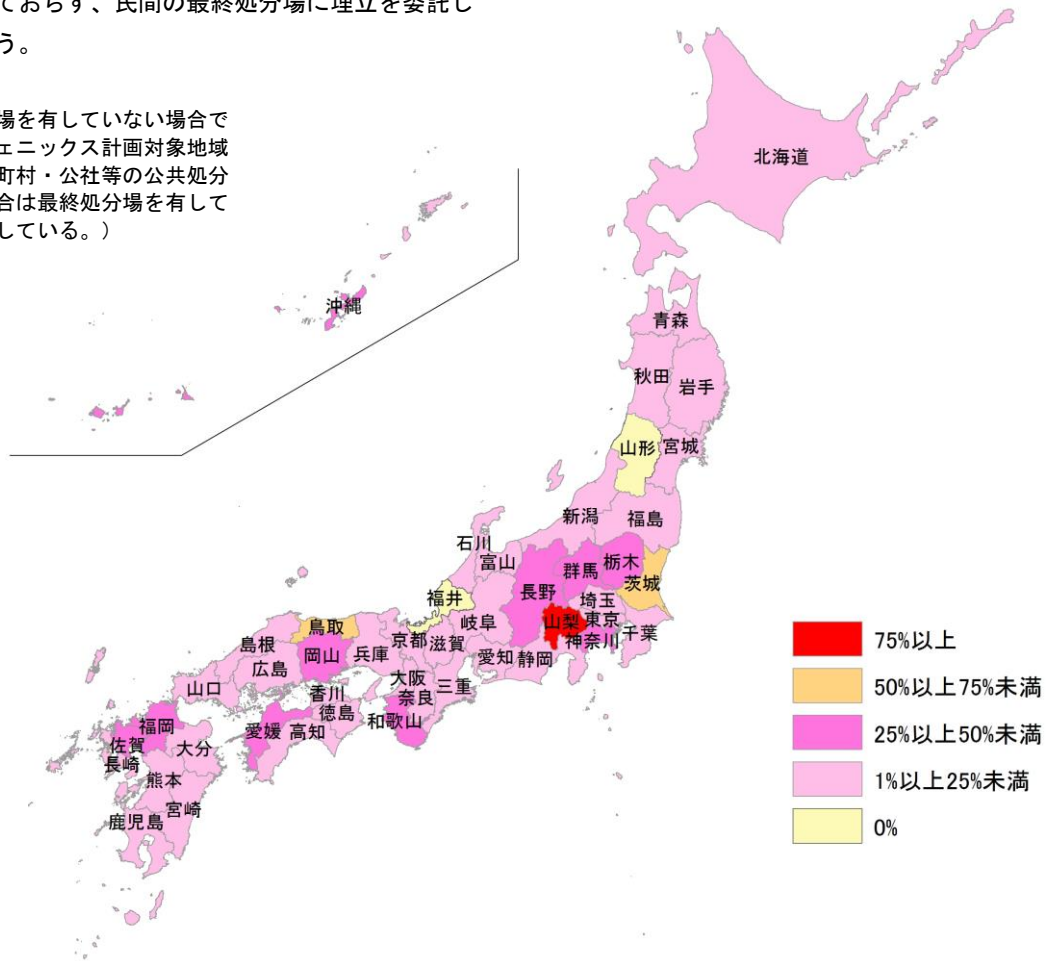 ておらず、民間の最終処分場に埋立を委託し
う。
場を有していない場合で
ェニックス計画対象地域
町村・公社等の公共処分
合は最終処分場を有して
している。）
北海道
沖縄
青森
秋田
岩手
山形
宮城
新潟
福島
石川
富山
群馬
栃木
長野
茨城
福井
埼玉
山梨
東京
岐阜
千葉
神奈川
鳥取
京都
滋賀
島根
岡山
兵庫
愛知
静岡
広島
大阪
三重
山口
香川
奈良
徳島
和歌山
福岡
愛媛
高知
佐賀
大分
長崎
熊本
宮崎
鹿児島
75%以上
50%以上75%未満
25%以上50%未満
1%以上25%未満
0%